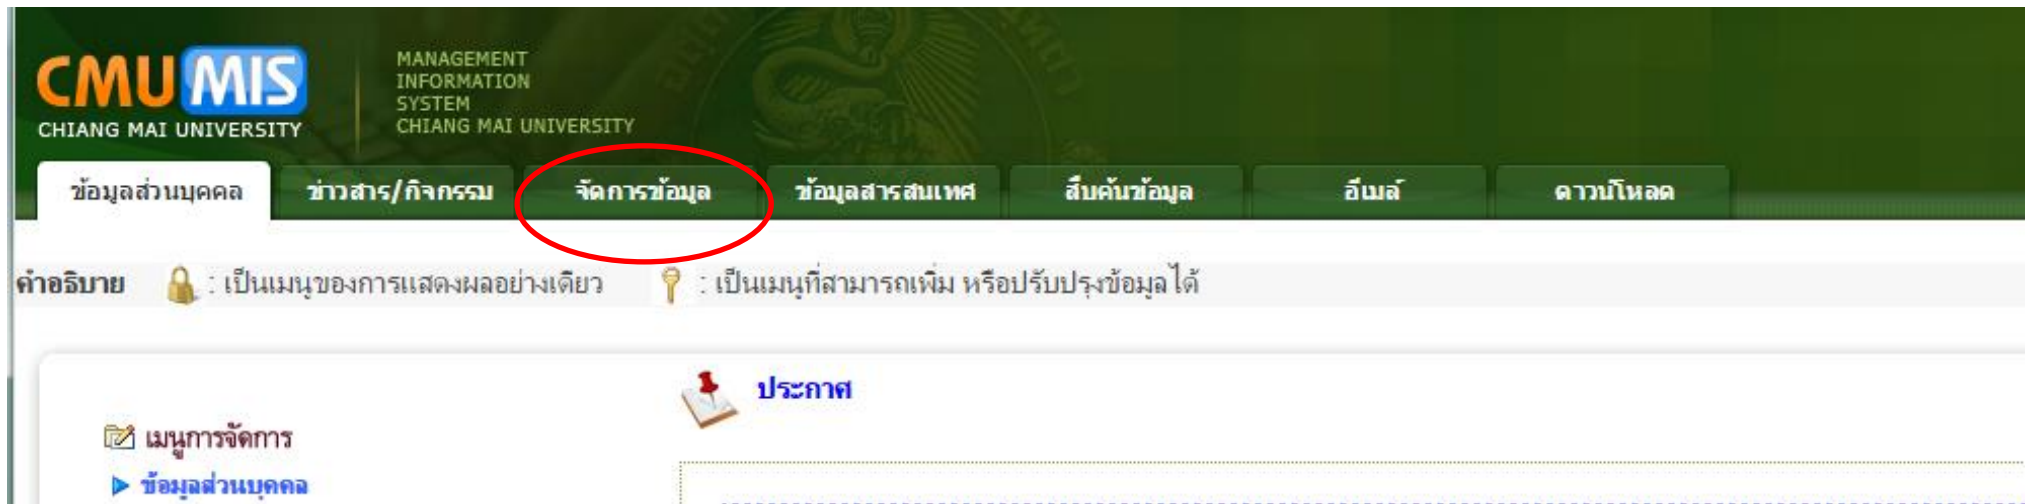 CMU MIS
CHIANG MAI UNIVERSITY
MANAGEMENT
INFORMATION
SYSTEM
CHIANG MAI UNIVERSITY
ข้อมูลส่วนบุคคล ข่าวสาร/กิจกรรม จัดการข้อมูล ข้อมูลสารสนเทศ สืบค้นข้อมูล อีเมล์ ดาวน์โหลด
คำอธิบาย : เป็นเมนูของการแสดงผลอย่างเดียว : เป็นเมนูที่สามารถเพิ่ม หรือปรับปรุงข้อมูลได้
ประกาศ
เมนูการจัดการ
ข้อมูลส่วนบุคคล